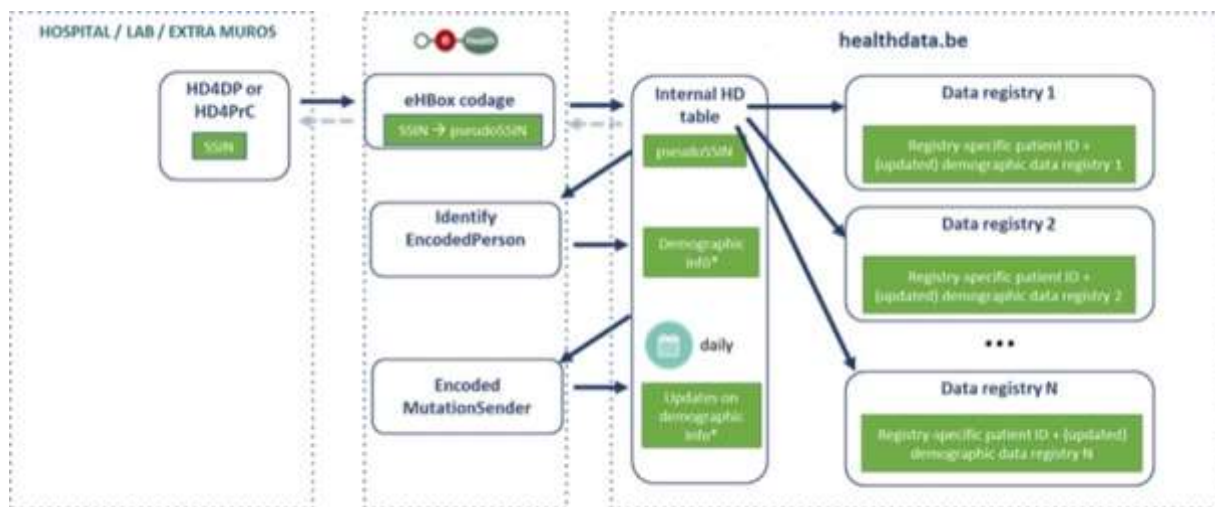 HOSPITAL / LAB / EXTRA MUROS
HD4DP or
HD4PrC
SSIN
eHealth
eHBox codage
SSIN → pseudoSSIN
Identify
EncodedPerson
Encoded
MutationSender
healthdata.be
Internal HD
table
pseudoSSIN
Demographic
info*
daily
Updates on
demographic
info*
Data registry 1
Registry specific patient ID +
(updated) demographic data registry 1
Data registry 2
Registry-specific patient ID +
(updated) demographic data registry 2
...
Data registry N
Registry-specific patient ID + (updated)
demographic data registry N